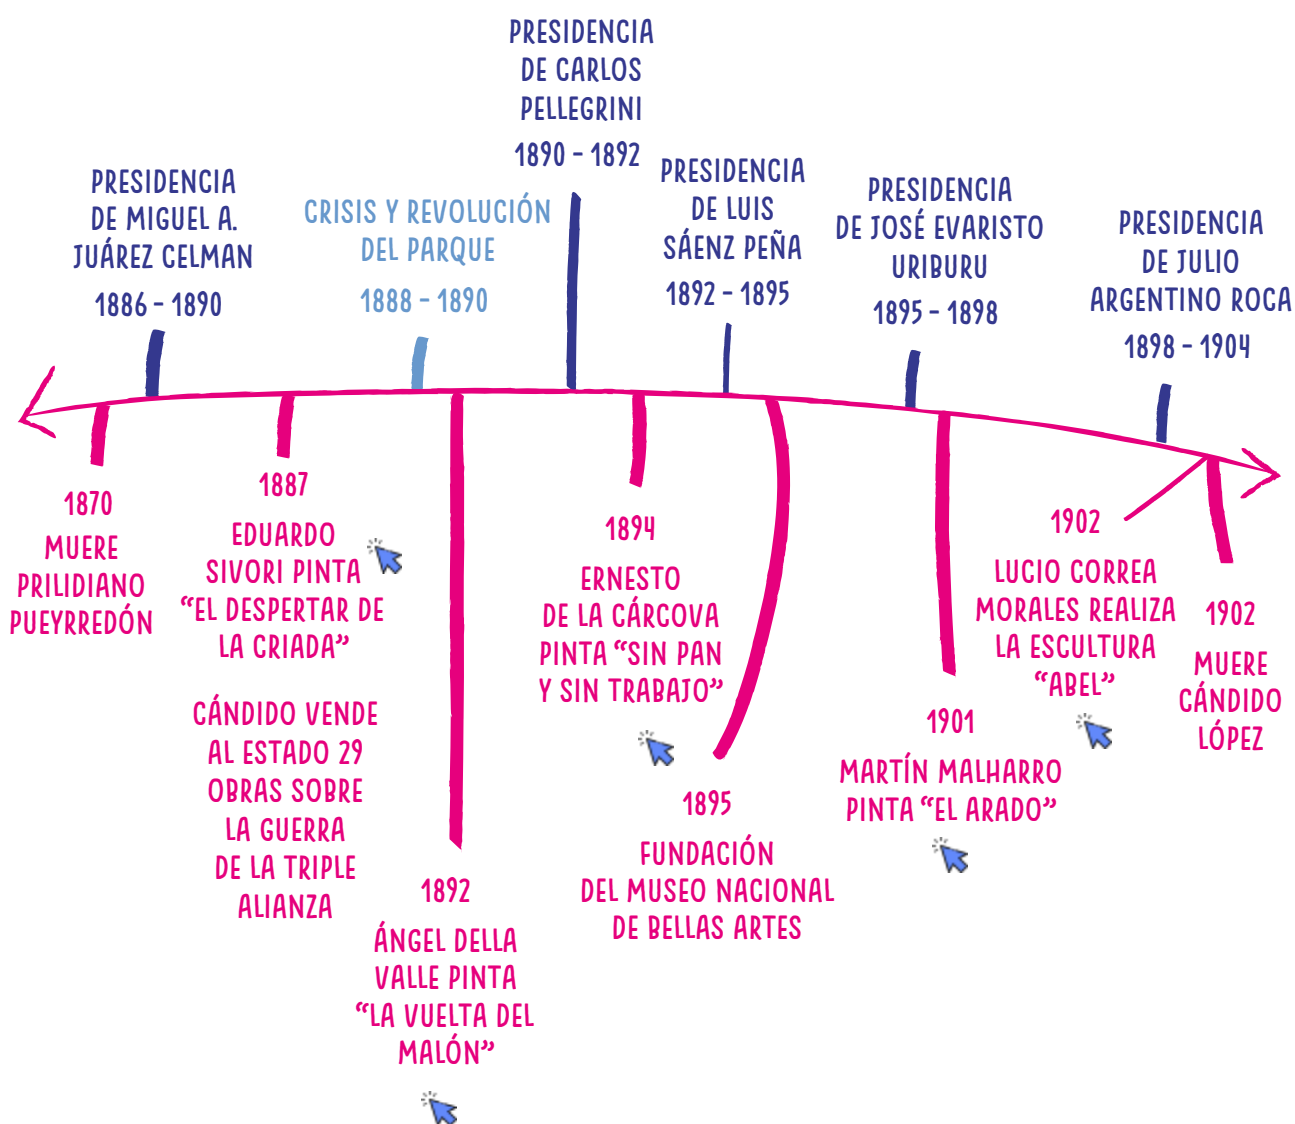 PRESIDENCIA
DE CARLOS
PELLEGRINI
1890 - 1892
PRESIDENCIA
DE MIGUEL A.
JUÁREZ CELMAN
1886 - 1890
CRISIS Y REVOLUCIÓN
DEL PARQUE
1888 - 1890
PRESIDENCIA
DE LUIS
SÁENZ PEÑA
1892 - 1895
PRESIDENCIA
DE JOSÉ EVARISTO
URIBURU
1895 - 1898
PRESIDENCIA
DE JULIO
ARGENTINO ROCA
1898 - 1904
1870
MUERE
PRILIDIANO
PUEYRREDÓN
1887
EDUARDO
SIVORI PINTA
“EL DESPERTAR DE
LA CRIADA”
CÁNDIDO VENDE
AL ESTADO 29
OBRAS SOBRE
LA GUERRA
DE LA TRIPLE
ALIANZA
1892
ÁNGEL DELLA
VALLE PINTA
“LA VUELTA DEL
MALÓN”
1894
ERNESTO
DE LA CÁRCOVA
PINTA “SIN PAN
Y SIN TRABAJO”
1895
FUNDACIÓN
DEL MUSEO NACIONAL
DE BELLAS ARTES
1901
MARTÍN MALHARRO
PINTA “EL ARADO”
1902
LUCIO CORREA
MORALES REALIZA
LA ESCULTURA
“ABEL”
1902
MUERE
CÁNDIDO
LÓPEZ